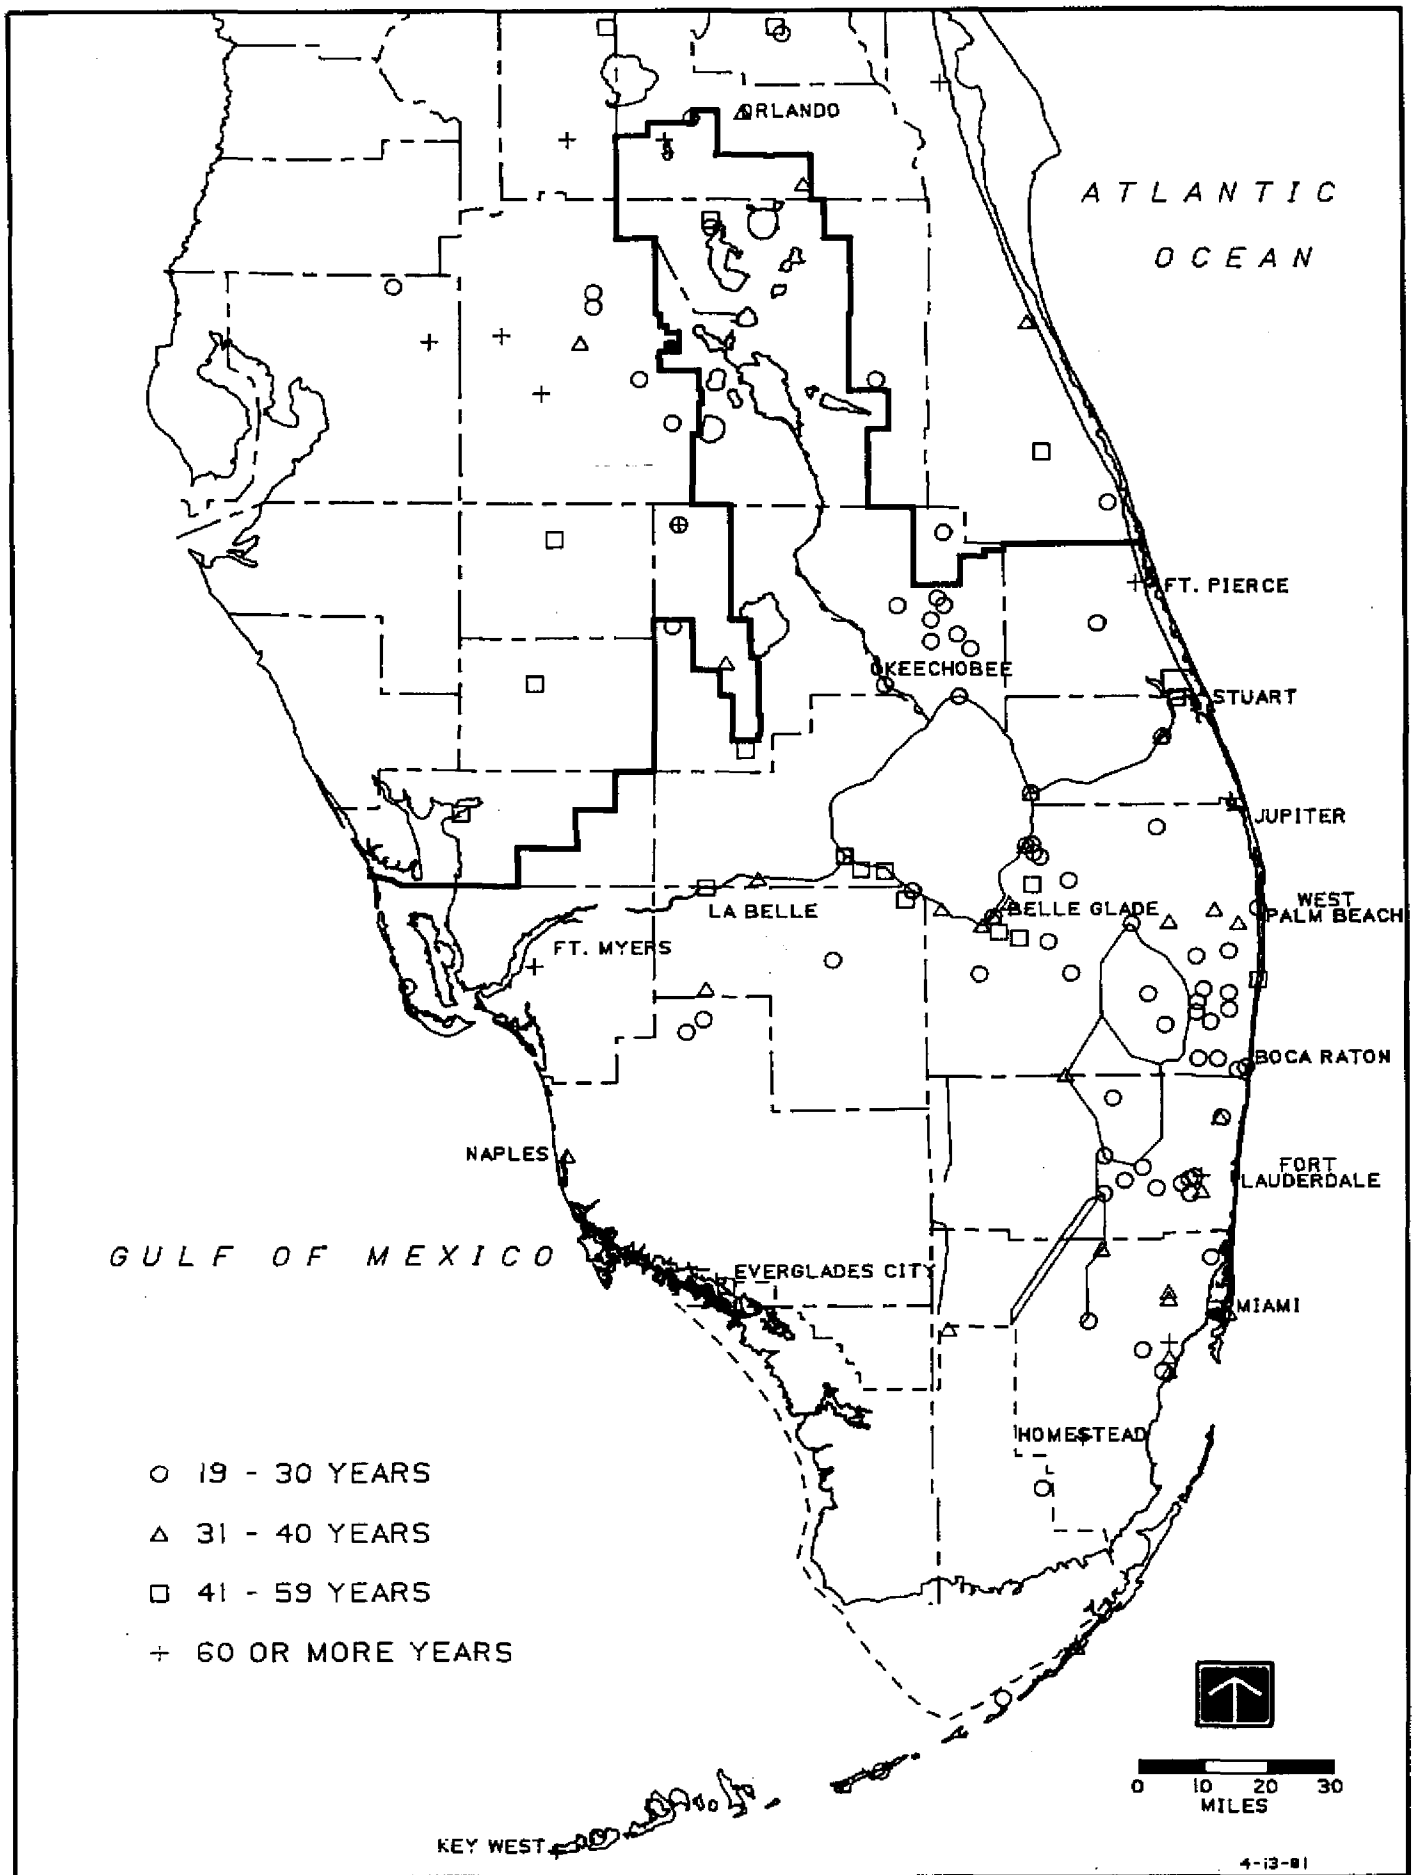 ORLANDO
ATLANTIC
OCEAN
FT. PIERCE
OKEECHOBEE
STUART
JUPITER
WEST
PALM BEACH
BELLE GLADE
LA BELLE
FT. MYERS
BOCA RATON
NAPLES
FORT
LAUDERDALE
GULF OF MEXICO
EVERGLADES CITY
MIAMI
HOMESTEAD
19 - 30 YEARS
31 - 40 YEARS
41 - 59 YEARS
60 OR MORE YEARS
0 10 20 30
MILES
KEY WEST
4-13-81